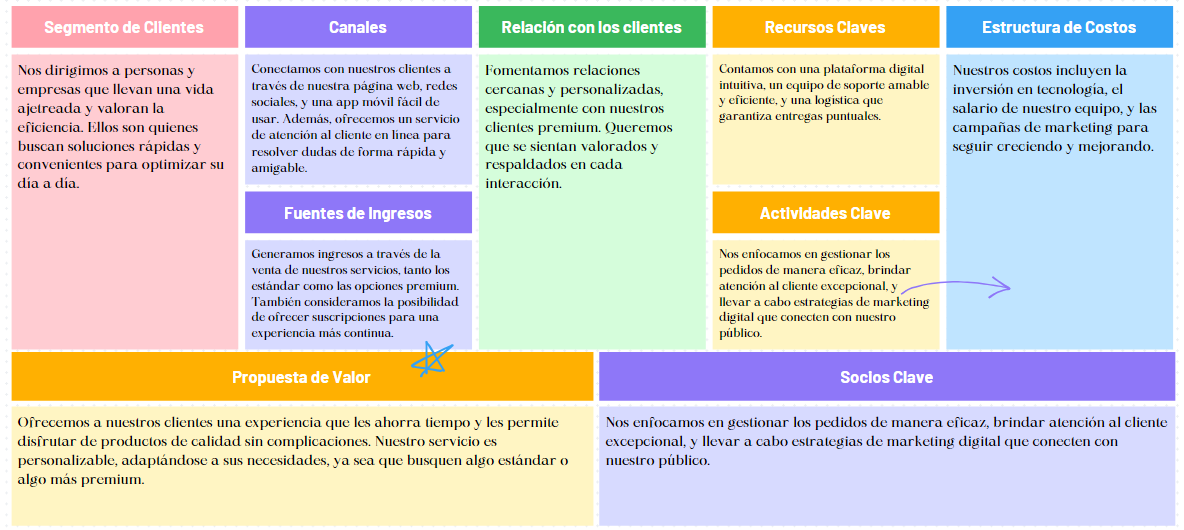 Segmento de Clientes
Nos dirigimos a personas y
empresas que llevan una vida
ajetreada y valoran la
eficiencia. Ellos son quienes
buscan soluciones rápidas y
convenientes para optimizar su
día a día.
Canales
Conectamos con nuestros clientes a
través de nuestra página web, redes
sociales, y una app móvil fácil de
usar. Además, ofrecemos un servicio
de atención al cliente en línea para
resolver dudas de forma rápida y
amigable.
Fuentes de Ingresos
Generamos ingresos a través de la
venta de nuestros servicios, tanto los
estándar como las opciones premium.
También consideramos la posibilidad
de ofrecer suscripciones para una
experiencia más continua.
Relación con los clientes
Fomentamos relaciones
cercanas y personalizadas,
especialmente con nuestros
clientes premium. Queremos
que se sientan valorados y
respaldados en cada
interacción.
Recursos Claves
Contamos con una plataforma digital
intuitiva, un equipo de soporte amable
y eficiente, y una logística que
garantiza entregas puntuales.
Actividades Clave
Nos enfocamos en gestionar los
pedidos de manera eficaz, brindar
atención al cliente excepcional, y
llevar a cabo estrategias de marketing
digital que conecten con nuestro
público.
Estructura de Costos
Nuestros costos incluyen la
inversión en tecnología, el
salario de nuestro equipo, y las
campañas de marketing para
seguir creciendo y mejorando.
Propuesta de Valor
Ofrecemos a nuestros clientes una experiencia que les ahorra tiempo y les permite
disfrutar de productos de calidad sin complicaciones. Nuestro servicio es
personalizable, adaptándose a sus necesidades, ya sea que busquen algo estándar o
algo más premium.
Socios Clave
Nos enfocamos en gestionar los pedidos de manera eficaz, brindar atención al cliente
excepcional, y llevar a cabo estrategias de marketing digital que conecten con
nuestro público.